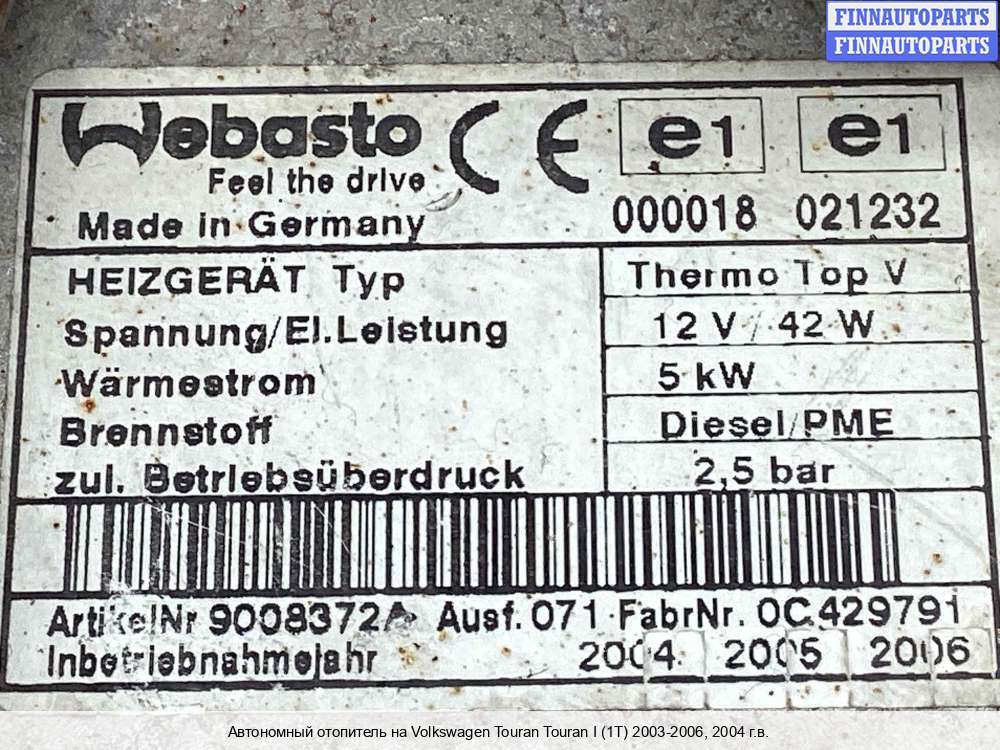 FINNAUTOPARTS
FINNAUTOPARTS
Webasto CE e1 e1
Feel the drive
Made in Germany 000018 021232
HEIZGERÄT Typ Thermo Top V
Spannung/El.Leistung 12 V / 42 W
Wärmestrom 5 kW
Brennstoff Diesel/PME
zul. Betriebsüberdruck 2,5 bar
ArtikelNr 9008372A Ausf. 071 FabrNr. 0C429791
Inbetriebnahmejahr 2004 2005 2006
Автономный отопитель на Volkswagen Touran Touran I (1T) 2003-2006, 2004 г.в.